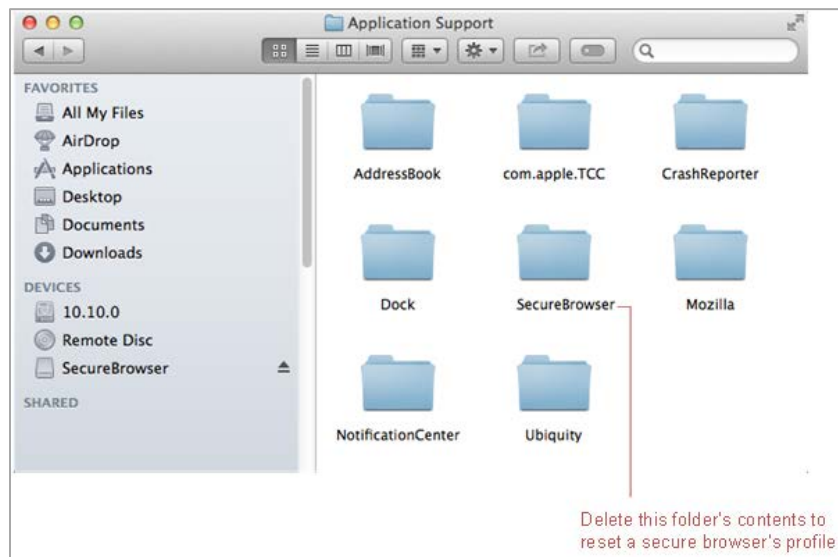 Application Support
FAVORITES
All My Files
AirDrop
Applications
Desktop
Documents
Downloads
DEVICES
10.10.0
Remote Disc
SecureBrowser
SHARED
AddressBook
com.apple.TCC
CrashReporter
Dock
SecureBrowser
Mozilla
NotificationCenter
Ubiquity
Delete this folder's contents to
reset a secure browser's profile